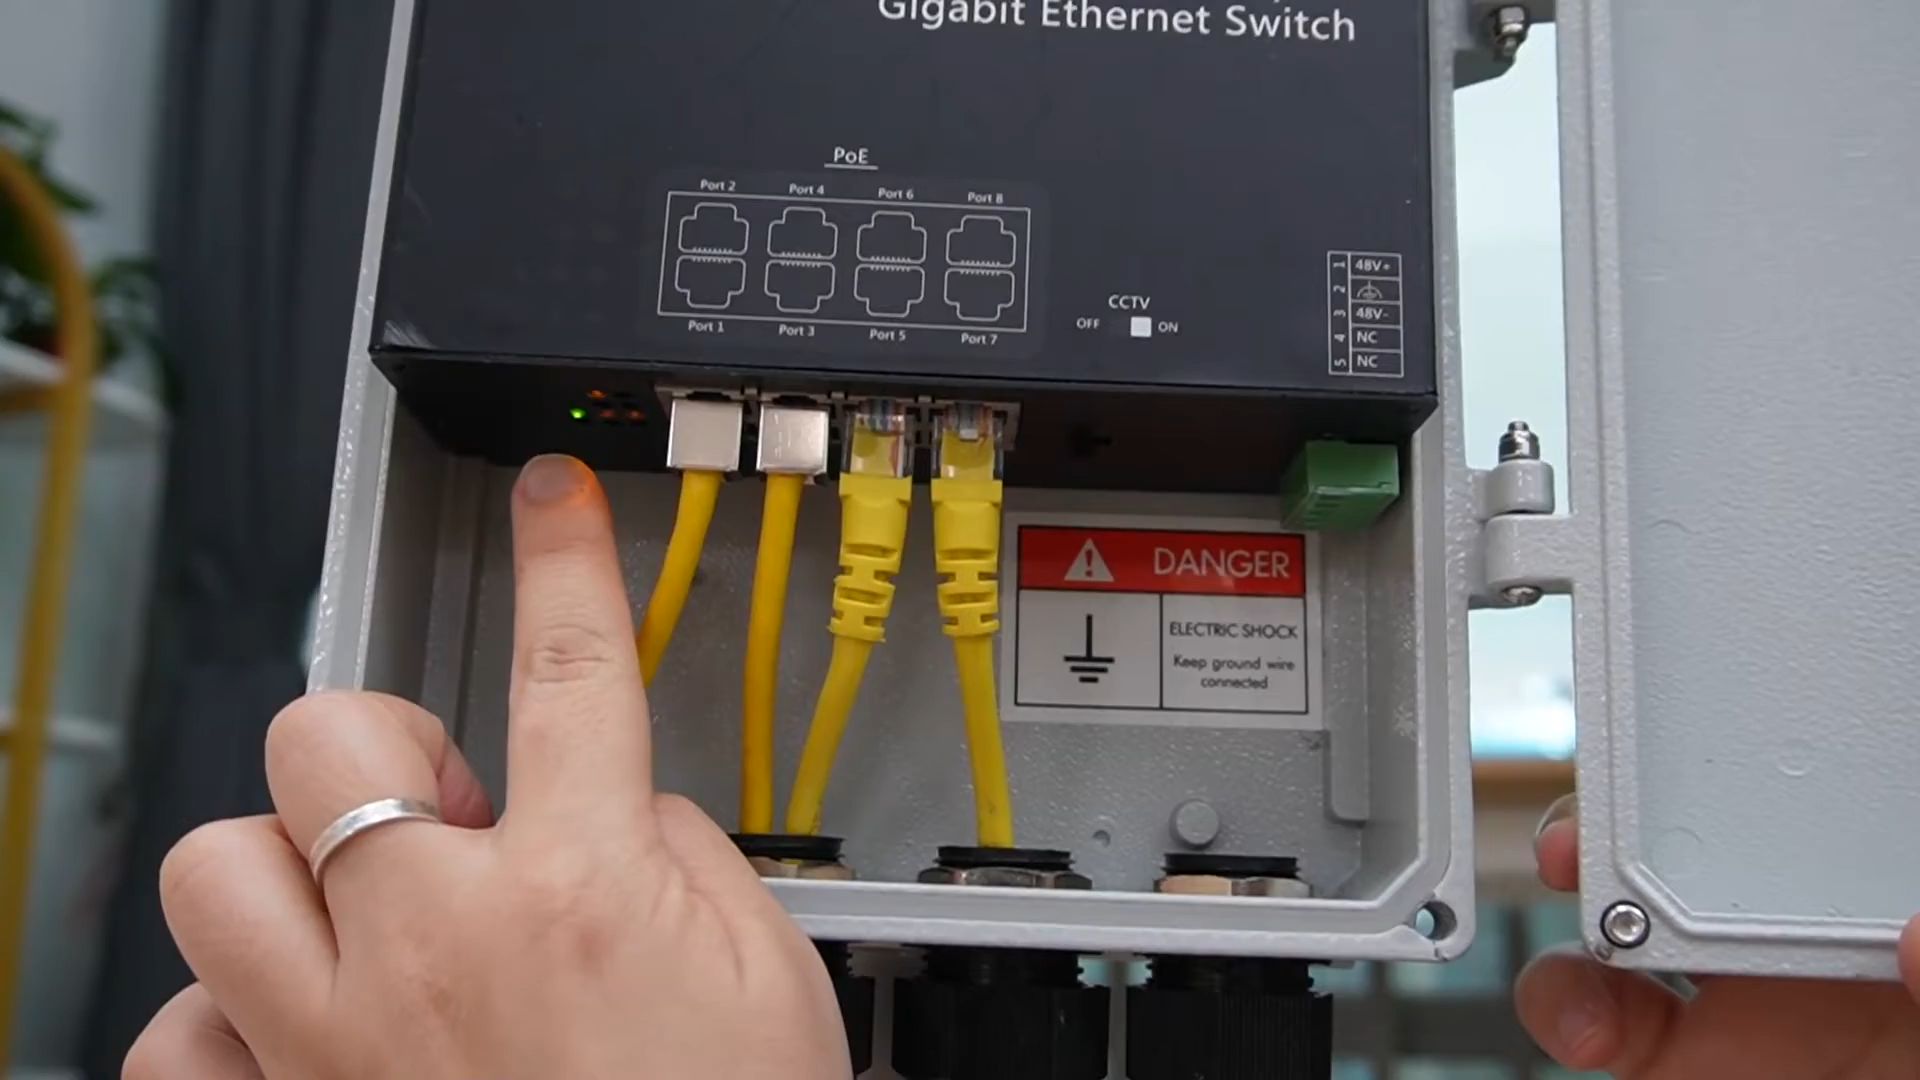 Gigabit Ethernet Switch
PoE
Port 2 Port 4 Port 6 Port 8
Port 1 Port 3 Port 5 Port 7
CCTV
OFF ON
1 48V+
2
3 48V-
4 NC
5 NC
DANGER
ELECTRIC SHOCK
Keep ground wire
connected